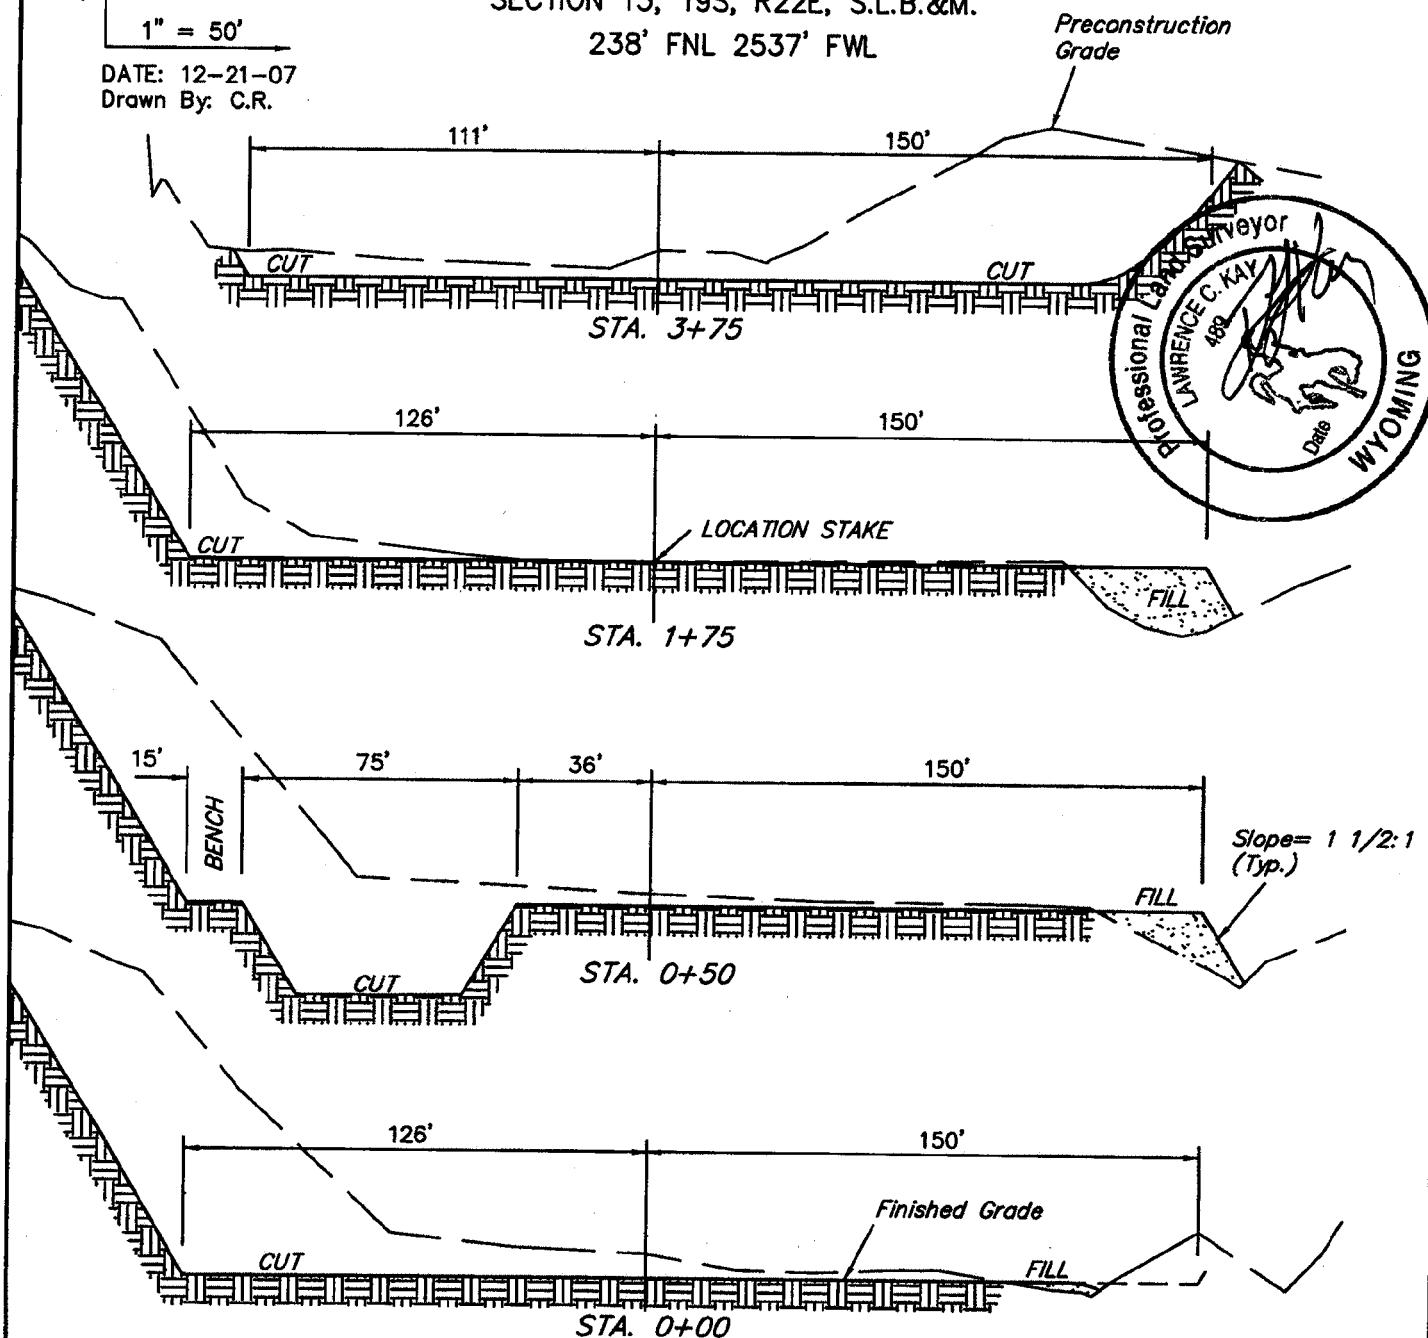 SECTION 15, T9S, R22E, S.L.B.&M.
238' FNL 2537' FWL
1" = 50'
DATE: 12-21-07
Drawn By: C.R.
Preconstruction
Grade
111'
150'
CUT
CUT
STA. 3+75
Professional Land Surveyor
LAWRENCE C. KAY
489
Date
WYOMING
126'
150'
CUT
LOCATION STAKE
FILL
STA. 1+75
15'
75'
36'
150'
BENCH
Slope= 1 1/2:1
(Typ.)
FILL
CUT
STA. 0+50
126'
150'
Finished Grade
CUT
FILL
STA. 0+00